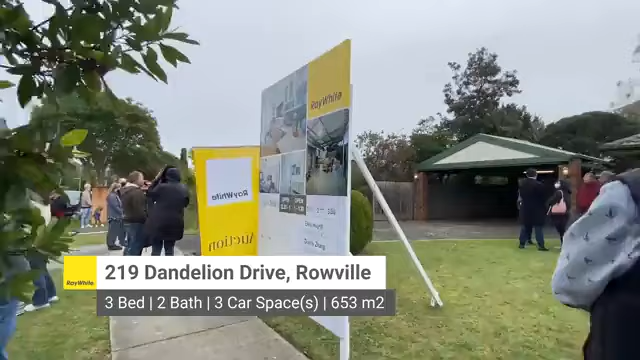 RayWhite
RayWhite
Auction
RayWhite
219 Dandelion Drive, Rowville
3 Bed | 2 Bath | 3 Car Space(s) | 653 m2